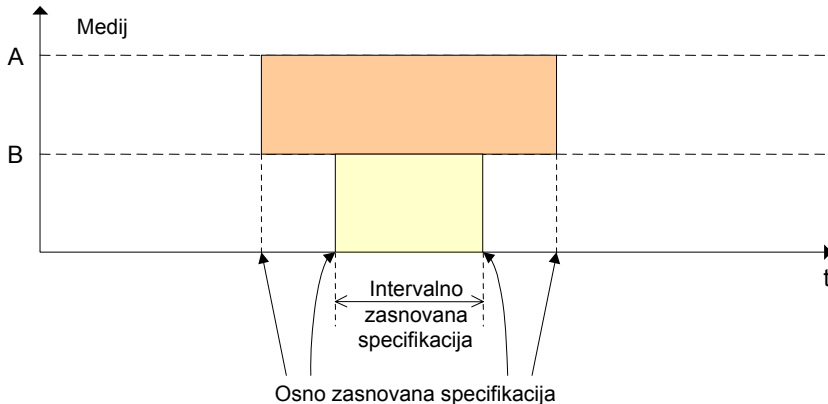 Medij
A
B
t
Intervalno
zasnovana
specifikacija
Osno zasnovana specifikacija